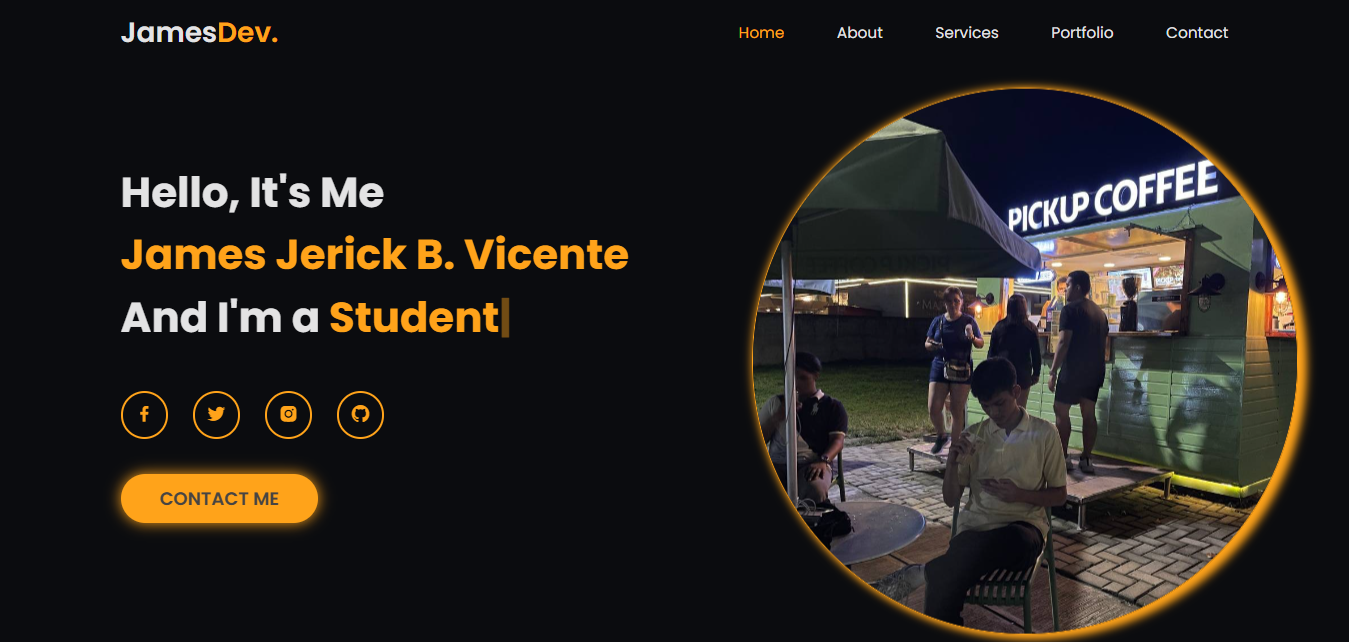 JamesDev.
Home About Services Portfolio Contact
Hello, It's Me
James Jerick B. Vicente
And I'm a Student
CONTACT ME
PICKUP COFFEE